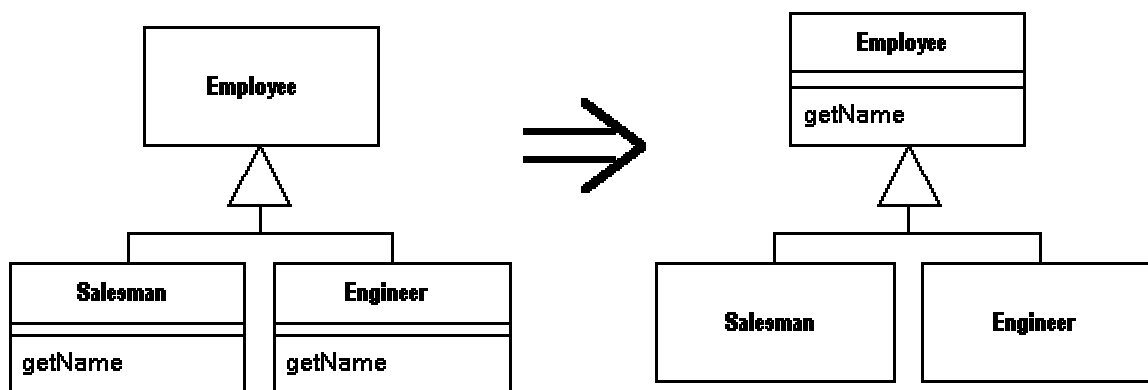 Employee
Salesman
Engineer
getName
getName
Employee
getName
Salesman
Engineer